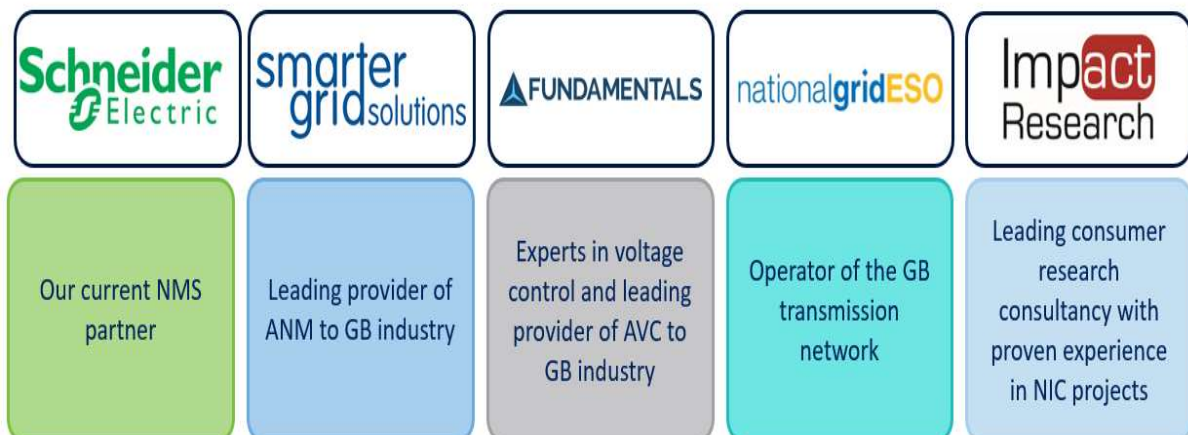 Schneider
Electric
smarter
gridsolutions
FUNDAMENTALS
nationalgridESO
Impact
Research
Our current NMS
partner
Leading provider of
ANM to GB industry
Experts in voltage
control and leading
provider of AVC to
GB industry
Operator of the GB
transmission
network
Leading consumer
research
consultancy with
proven experience
in NIC projects